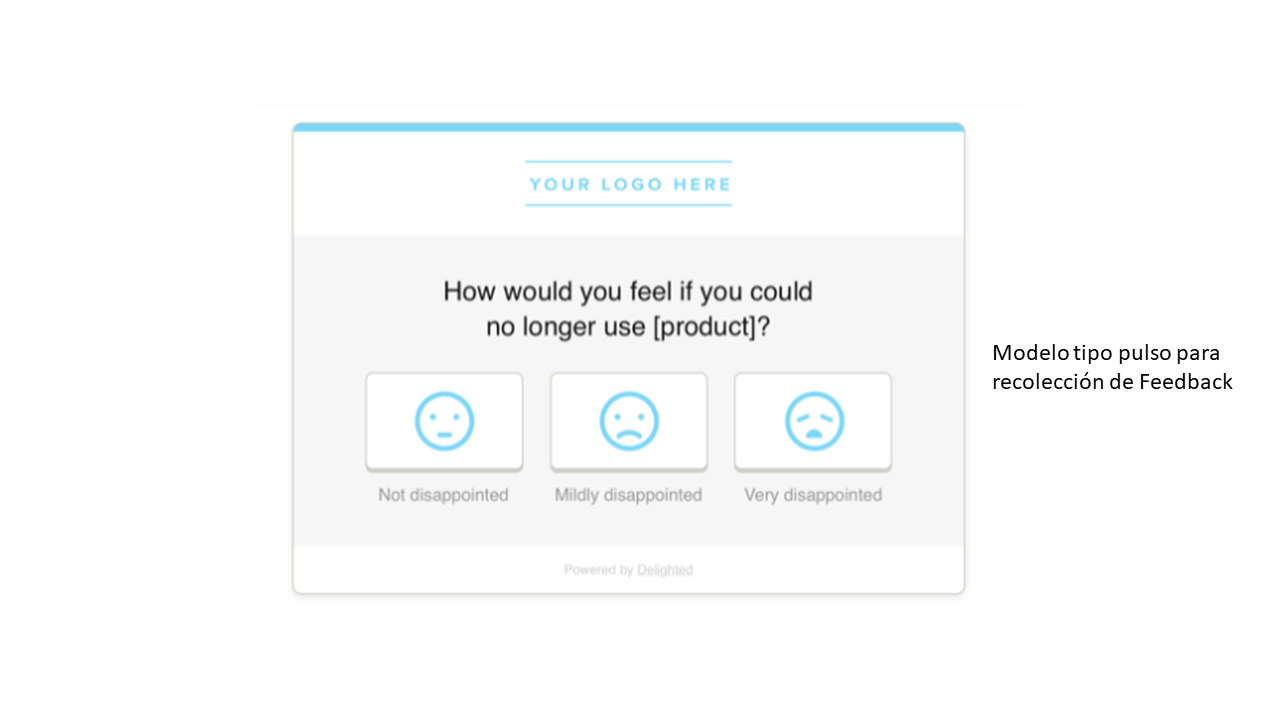 YOUR LOGO HERE
How would you feel if you could
no longer use [product]?
Not disappointed
Mildly disappointed
Very disappointed
Powered by Delighted
Modelo tipo pulso para
recolección de Feedback